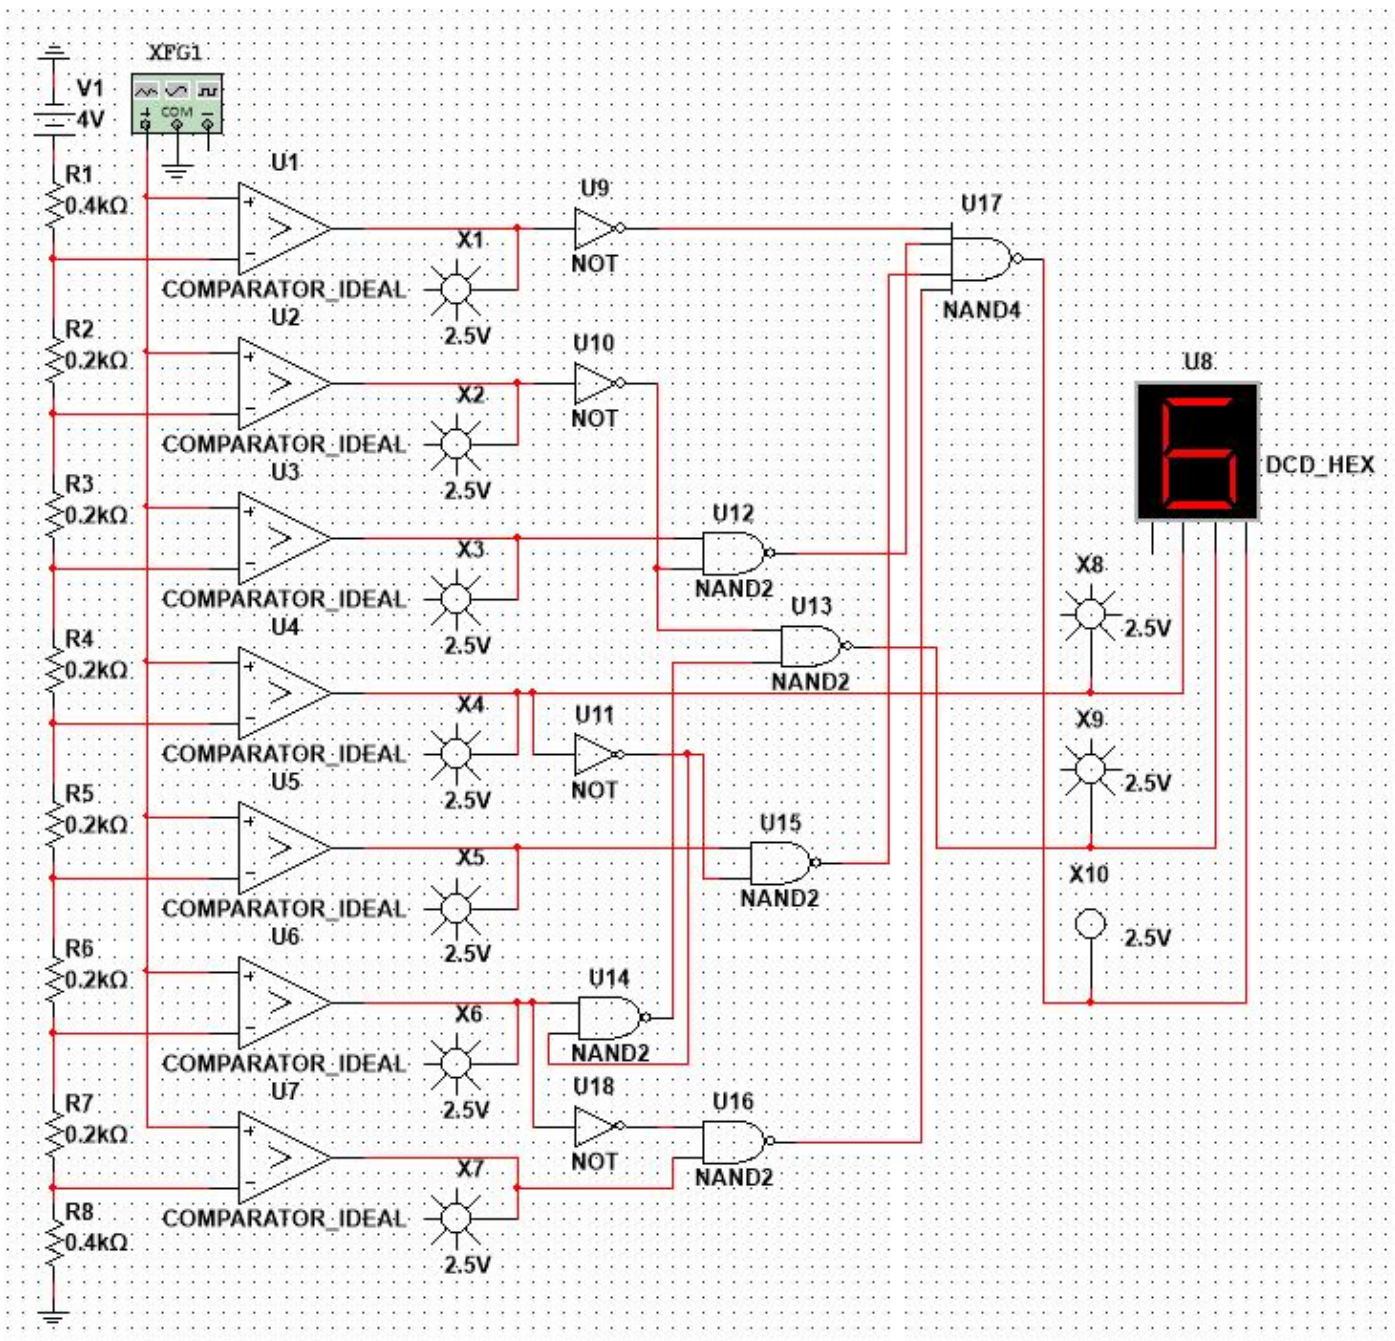 XFG1
V1
4V
COM
R1
0.4kΩ
U1
COMPARATOR_IDEAL
X1
2.5V
U9
NOT
U17
NAND4
R2
0.2kΩ
U2
COMPARATOR_IDEAL
X2
2.5V
U10
NOT
U8
6
DCD_HEX
R3
0.2kΩ
U3
COMPARATOR_IDEAL
X3
2.5V
U12
NAND2
X8
2.5V
R4
0.2kΩ
U4
COMPARATOR_IDEAL
X4
2.5V
U13
NAND2
U11
NOT
X9
2.5V
R5
0.2kΩ
U5
COMPARATOR_IDEAL
X5
2.5V
U15
NAND2
X10
2.5V
R6
0.2kΩ
U6
COMPARATOR_IDEAL
X6
2.5V
U14
NAND2
R7
0.2kΩ
U7
COMPARATOR_IDEAL
X7
2.5V
U18
NOT
U16
NAND2
R8
0.4kΩ